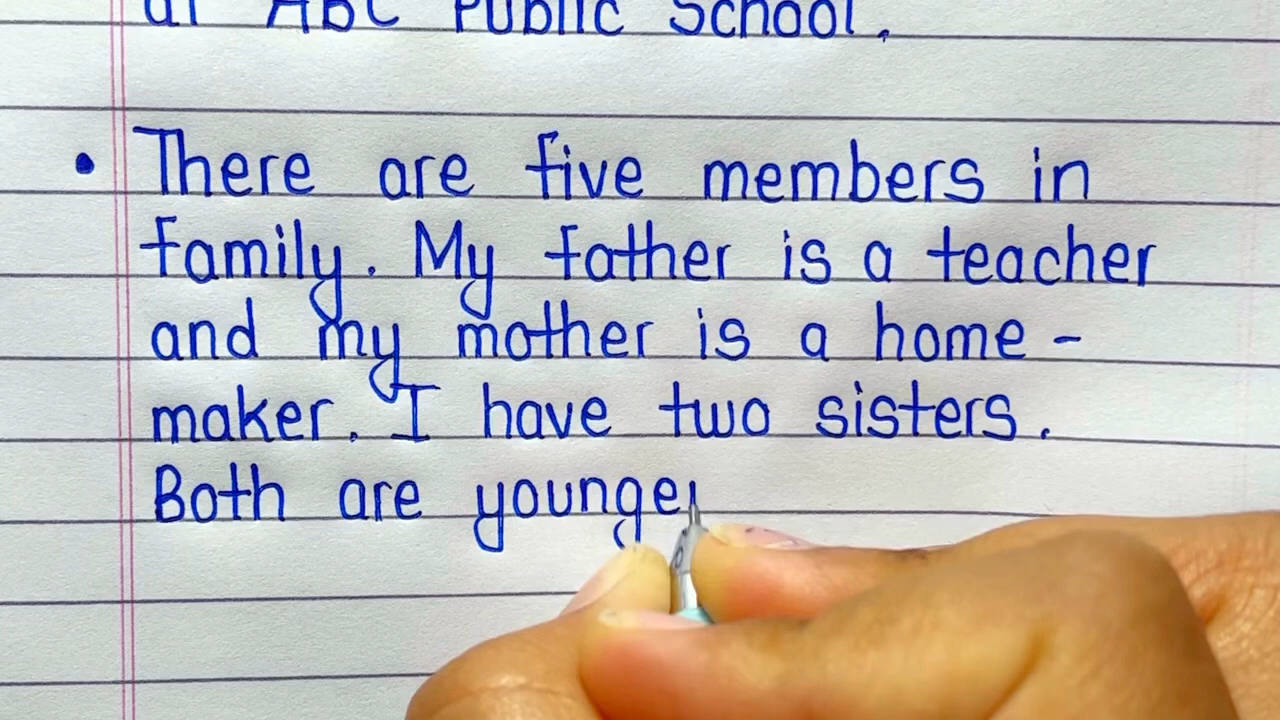 at ABC Public School.
• There are five members in
family. My father is a teacher
and my mother is a home-
maker. I have two sisters.
Both are younger